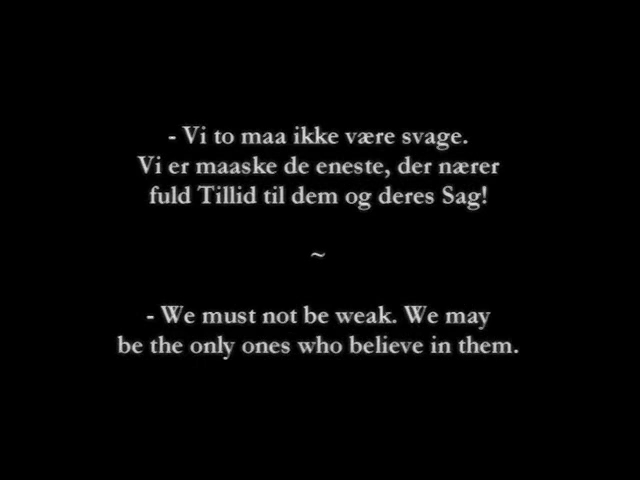 - Vi to maa ikke være svage.
Vi er maaske de eneste, der nærer
fuld Tillid til dem og deres Sag!
~
- We must not be weak. We may
be the only ones who believe in them.